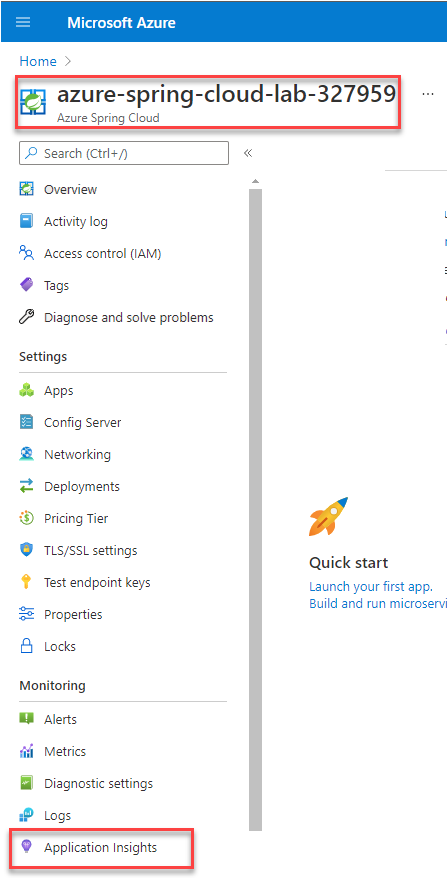 Microsoft Azure
Home
azure-spring-cloud-lab-327959 ...
Azure Spring Cloud
Search (Ctrl+/) «
Overview
Activity log
Access control (IAM)
Tags
Diagnose and solve problems
Settings
Apps
Config Server
Networking
Deployments
Pricing Tier
TLS/SSL settings
Test endpoint keys
Properties
Locks
Quick start
Launch your first app.
Build and run microservi
Monitoring
Alerts
Metrics
Diagnostic settings
Logs
Application Insights